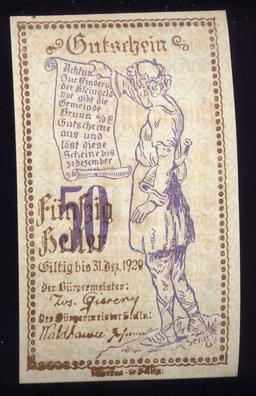 Gutschein
Achtung
Zur Linderung
der Kleingeld
not gibt die
Gemeinde
Brunn a/F
Gutscheine
aus und
löst diese
Scheine bis
31 Dezember
50
Fünfzig
Heller
Giltig bis 31. Dez. 1920
Der Bürgermeister:
Jos.
Der Bürgermeister Stellv.